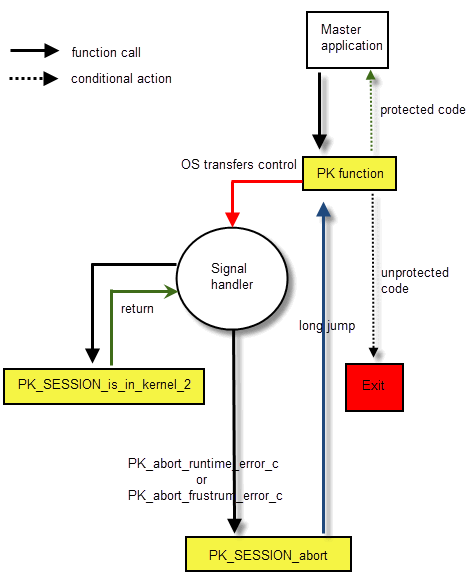 Master
application
function call
conditional action
protected code
OS transfers control
PK function
Signal
handler
unprotected
code
return
long jump
PK_SESSION_is_in_kernel_2
Exit
PK_abort_runtime_error_c
or
PK_abort_frustrum_error_c
PK_SESSION_abort